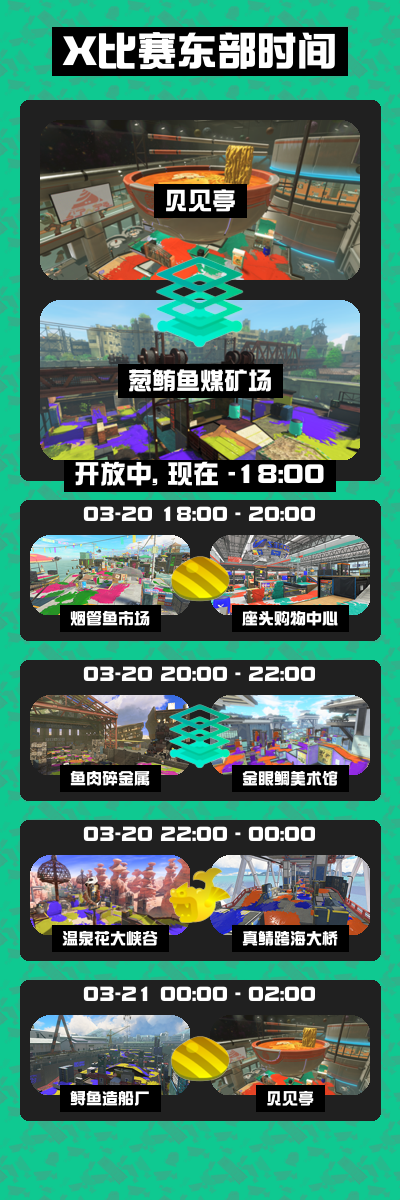 X比赛东部时间
贝贝亭
葱鲔鱼煤矿场
开放中, 现在 -18:00
03-20 18:00 - 20:00
烟管鱼市场
座头购物中心
03-20 20:00 - 22:00
鱼肉碎金属
金眼鲷美术馆
03-20 22:00 - 00:00
温泉花大峡谷
真鲭跨海大桥
03-21 00:00 - 02:00
鲟鱼造船厂
贝贝亭